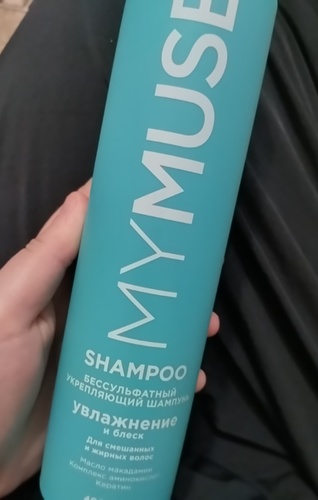 MYMUSE
SHAMPOO
БЕССУЛЬФАТНЫЙ
УКРЕПЛЯЮЩИЙ ШАМПУНЬ
увлажнение
и блеск
Для смешанных
и жирных волос
Масло макадамии
Комплекс аминокислот
Кератин